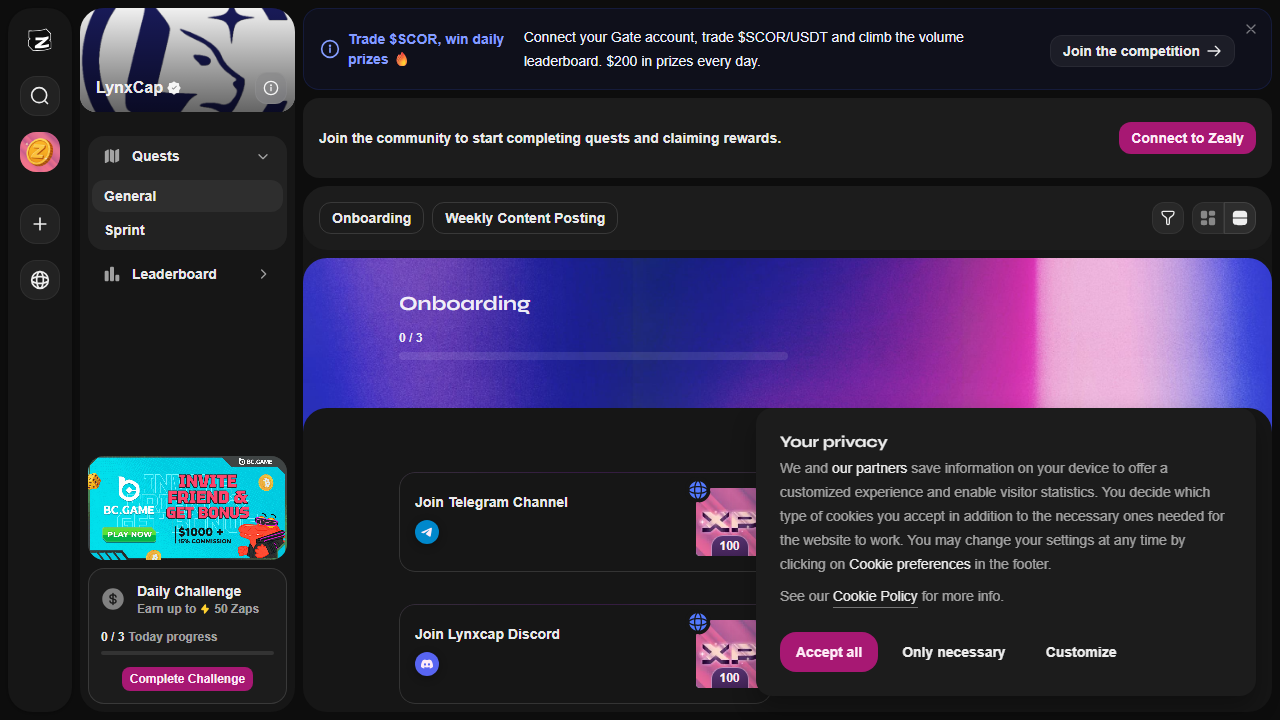 LynxCap
Quests
General
Sprint
Leaderboard
BC.GAME
BC.GAME
PLAY NOW
INVITE
FRIEND &
GET BONUS
$1000 +
15% COMMISSION
Daily Challenge
Earn up to ⚡ 50 Zaps
0 / 3 Today progress
Complete Challenge
Trade $SCOR, win daily
prizes 🔥
Connect your Gate account, trade $SCOR/USDT and climb the volume
leaderboard. $200 in prizes every day.
Join the competition →
Join the community to start completing quests and claiming rewards.
Connect to Zealy
Onboarding
Weekly Content Posting
Onboarding
0 / 3
Join Telegram Channel
XP
100
Join Lynxcap Discord
XP
100
Your privacy
We and our partners save information on your device to offer a
customized experience and enable visitor statistics. You decide which
type of cookies you accept in addition to the necessary ones needed for
the website to work. You may change your settings at any time by
clicking on Cookie preferences in the footer.
See our Cookie Policy for more info.
Accept all
Only necessary
Customize